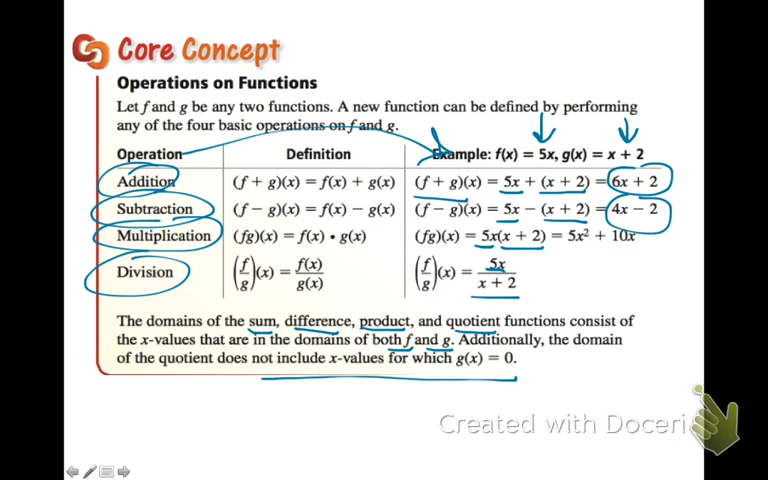 Core Concept
Operations on Functions
Let f and g be any two functions. A new function can be defined by performing
any of the four basic operations on f and g.
Operation Definition Example: f(x) = 5x, g(x) = x + 2
Addition (f + g)(x) = f(x) + g(x) (f + g)(x) = 5x + (x + 2) = 6x + 2
Subtraction (f − g)(x) = f(x) − g(x) (f − g)(x) = 5x − (x + 2) = 4x − 2
Multiplication (fg)(x) = f(x) • g(x) (fg)(x) = 5x(x + 2) = 5x² + 10x
Division (f/g)(x) = f(x)/g(x) (f/g)(x) = 5x/(x + 2)
The domains of the sum, difference, product, and quotient functions consist of
the x-values that are in the domains of both f and g. Additionally, the domain
of the quotient does not include x-values for which g(x) = 0.
Created with Doceri